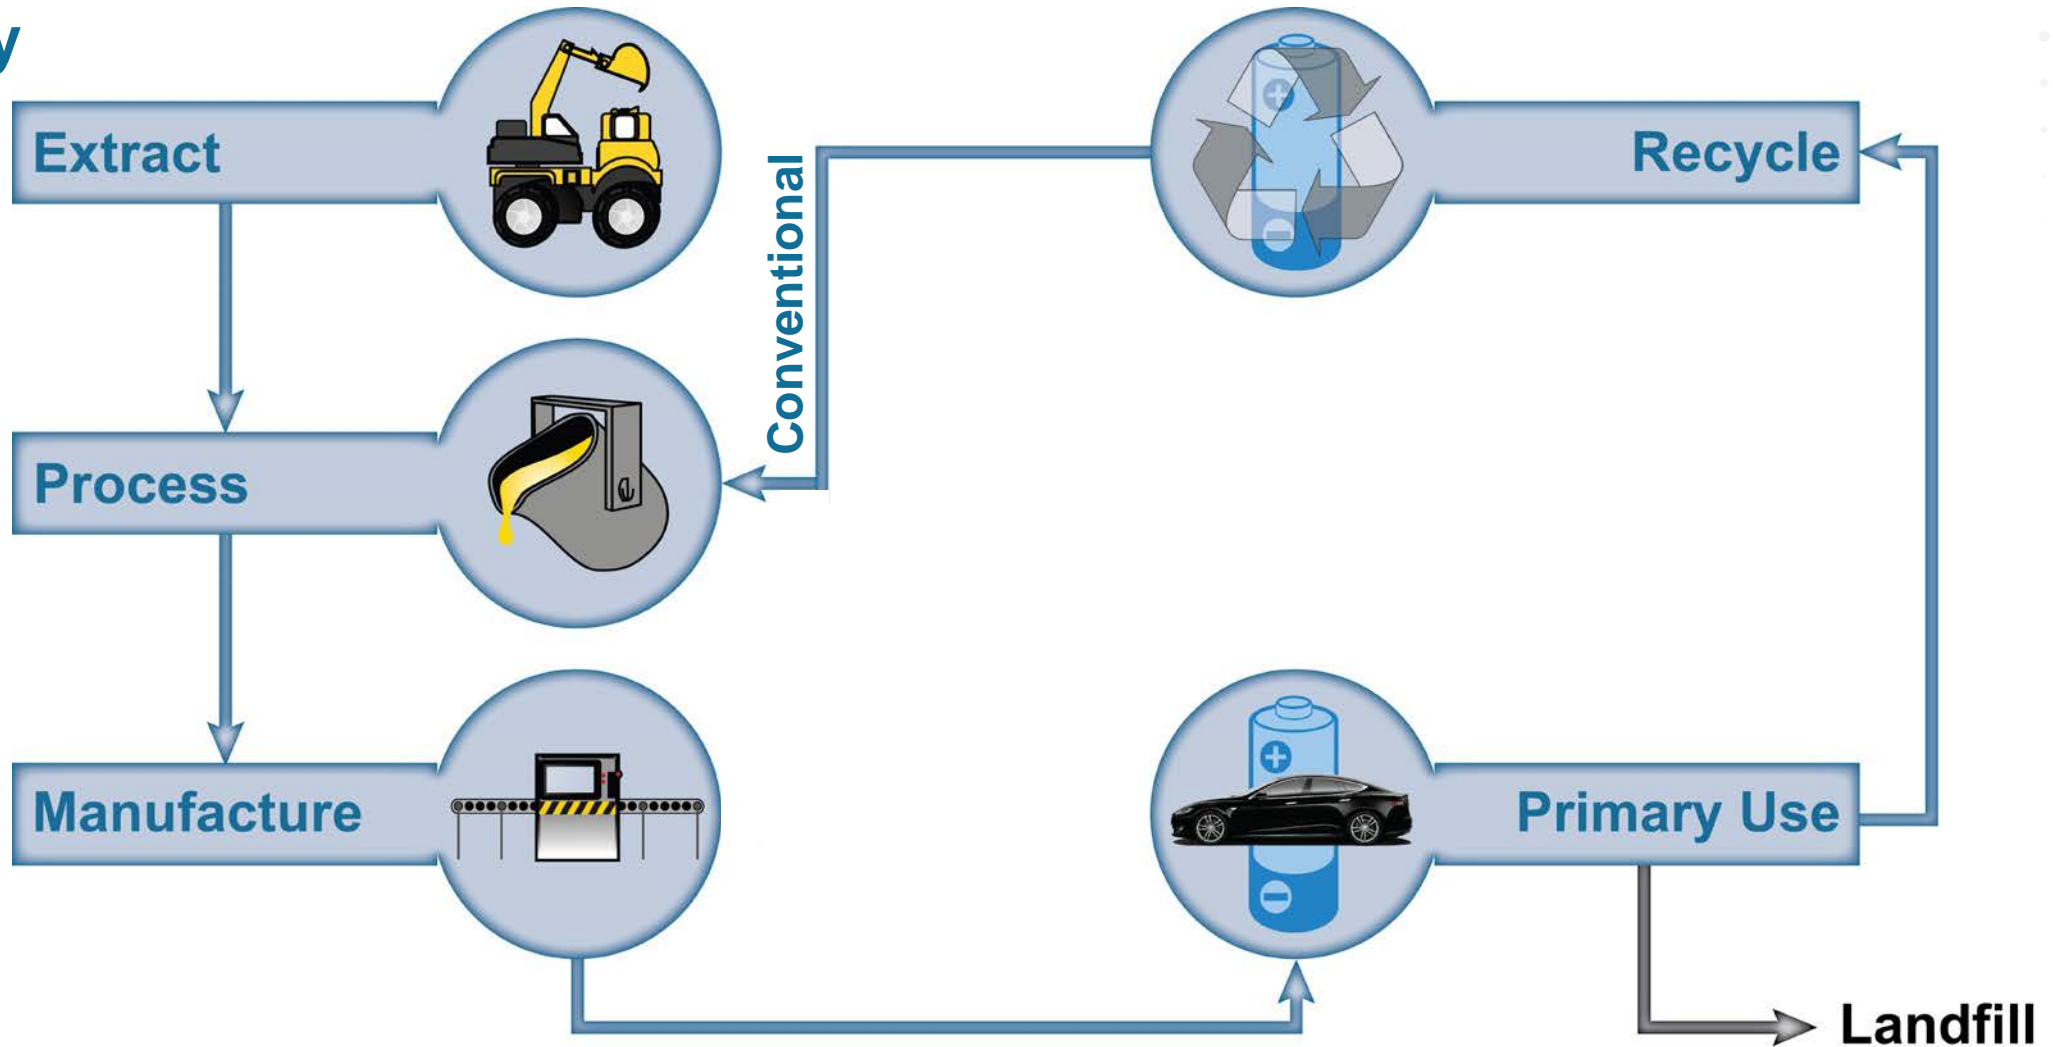 y
Extract
Recycle
Conventional
Process
Manufacture
Primary Use
Landfill